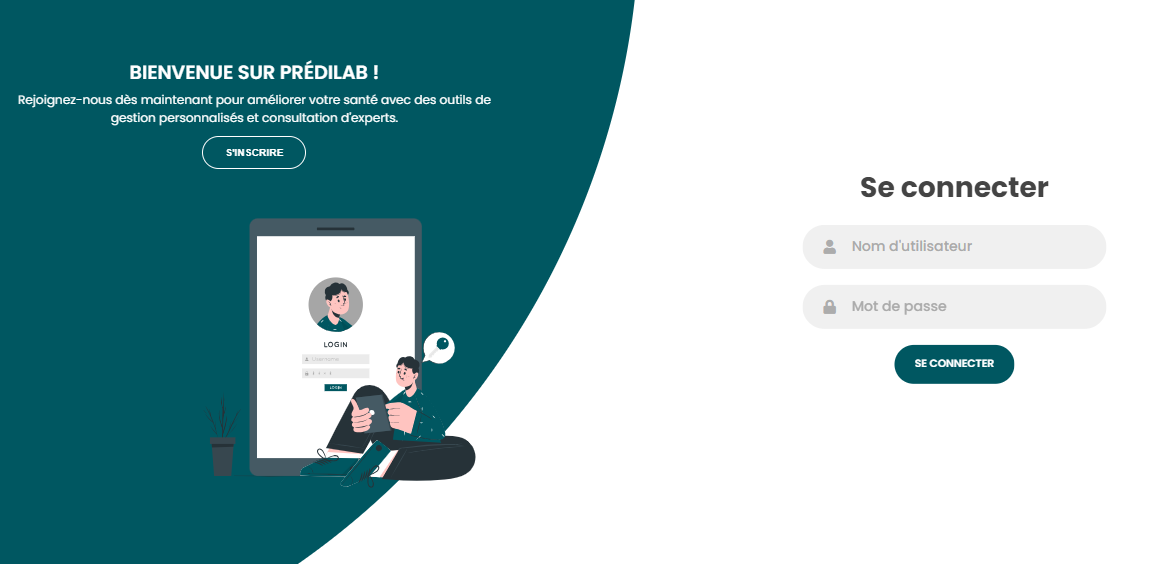 BIENVENUE SUR PRÉDILAB !
Rejoignez-nous dès maintenant pour améliorer votre santé avec des outils de
gestion personnalisés et consultation d'experts.
S'INSCRIRE
LOGIN
Username
LOGIN
Se connecter
Nom d'utilisateur
Mot de passe
SE CONNECTER